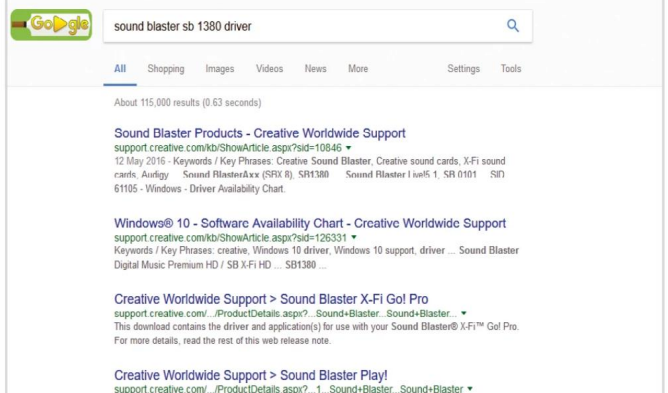 Google
sound blaster sb 1380 driver
All Shopping Images Videos News More Settings Tools
About 115,000 results (0.63 seconds)
Sound Blaster Products - Creative Worldwide Support
support.creative.com/kb/ShowArticle.aspx?sid=10846
12 May 2016 - Keywords / Key Phrases: Creative Sound Blaster, Creative sound cards, X-Fi sound
cards, Audigy ... Sound BlasterAxx (SBX 8), SB1380 ... Sound Blaster Live!5.1, SB 0101 ... SID
61105 - Windows - Driver Availability Chart.
Windows® 10 - Software Availability Chart - Creative Worldwide Support
support.creative.com/kb/ShowArticle.aspx?sid=126331
Keywords / Key Phrases: creative, Windows 10 driver, Windows 10 support, driver ... Sound Blaster
Digital Music Premium HD / SB X-Fi HD ... SB1380 ...
Creative Worldwide Support > Sound Blaster X-Fi Go! Pro
support.creative.com/.../ProductDetails.aspx?...Sound+Blaster...Sound+Blaster...
This download contains the driver and application(s) for use with your Sound Blaster® X-Fi™ Go! Pro.
For more details, read the rest of this web release note.
Creative Worldwide Support > Sound Blaster Play!
support.creative.com/.../ProductDetails.aspx?...1...Sound+Blaster...Sound+Blaster